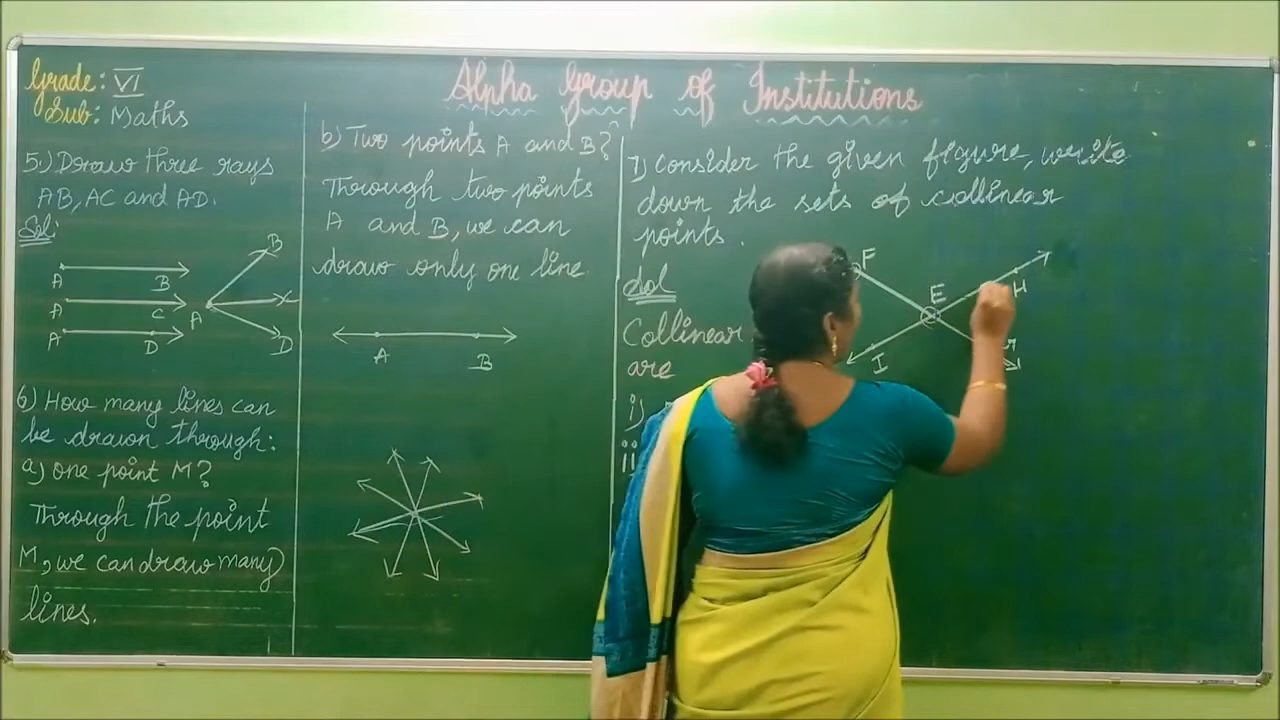 Alpha Group of Institutions
Grade: VI
Sub: Maths
5.) Draw three rays
AB, AC and AD.
Sol:
A B
A C
A D
A B D
6) How many lines can
be drawn through:
a) one point M?
Through the point
M, we can draw many
lines.
b) Two points A and B?
Through two points
A and B, we can
draw only one line.
A B
7) Consider the given figure, write
down the sets of collinear
points.
Sol
Collinear
are
i)
ii
F
E
H
I